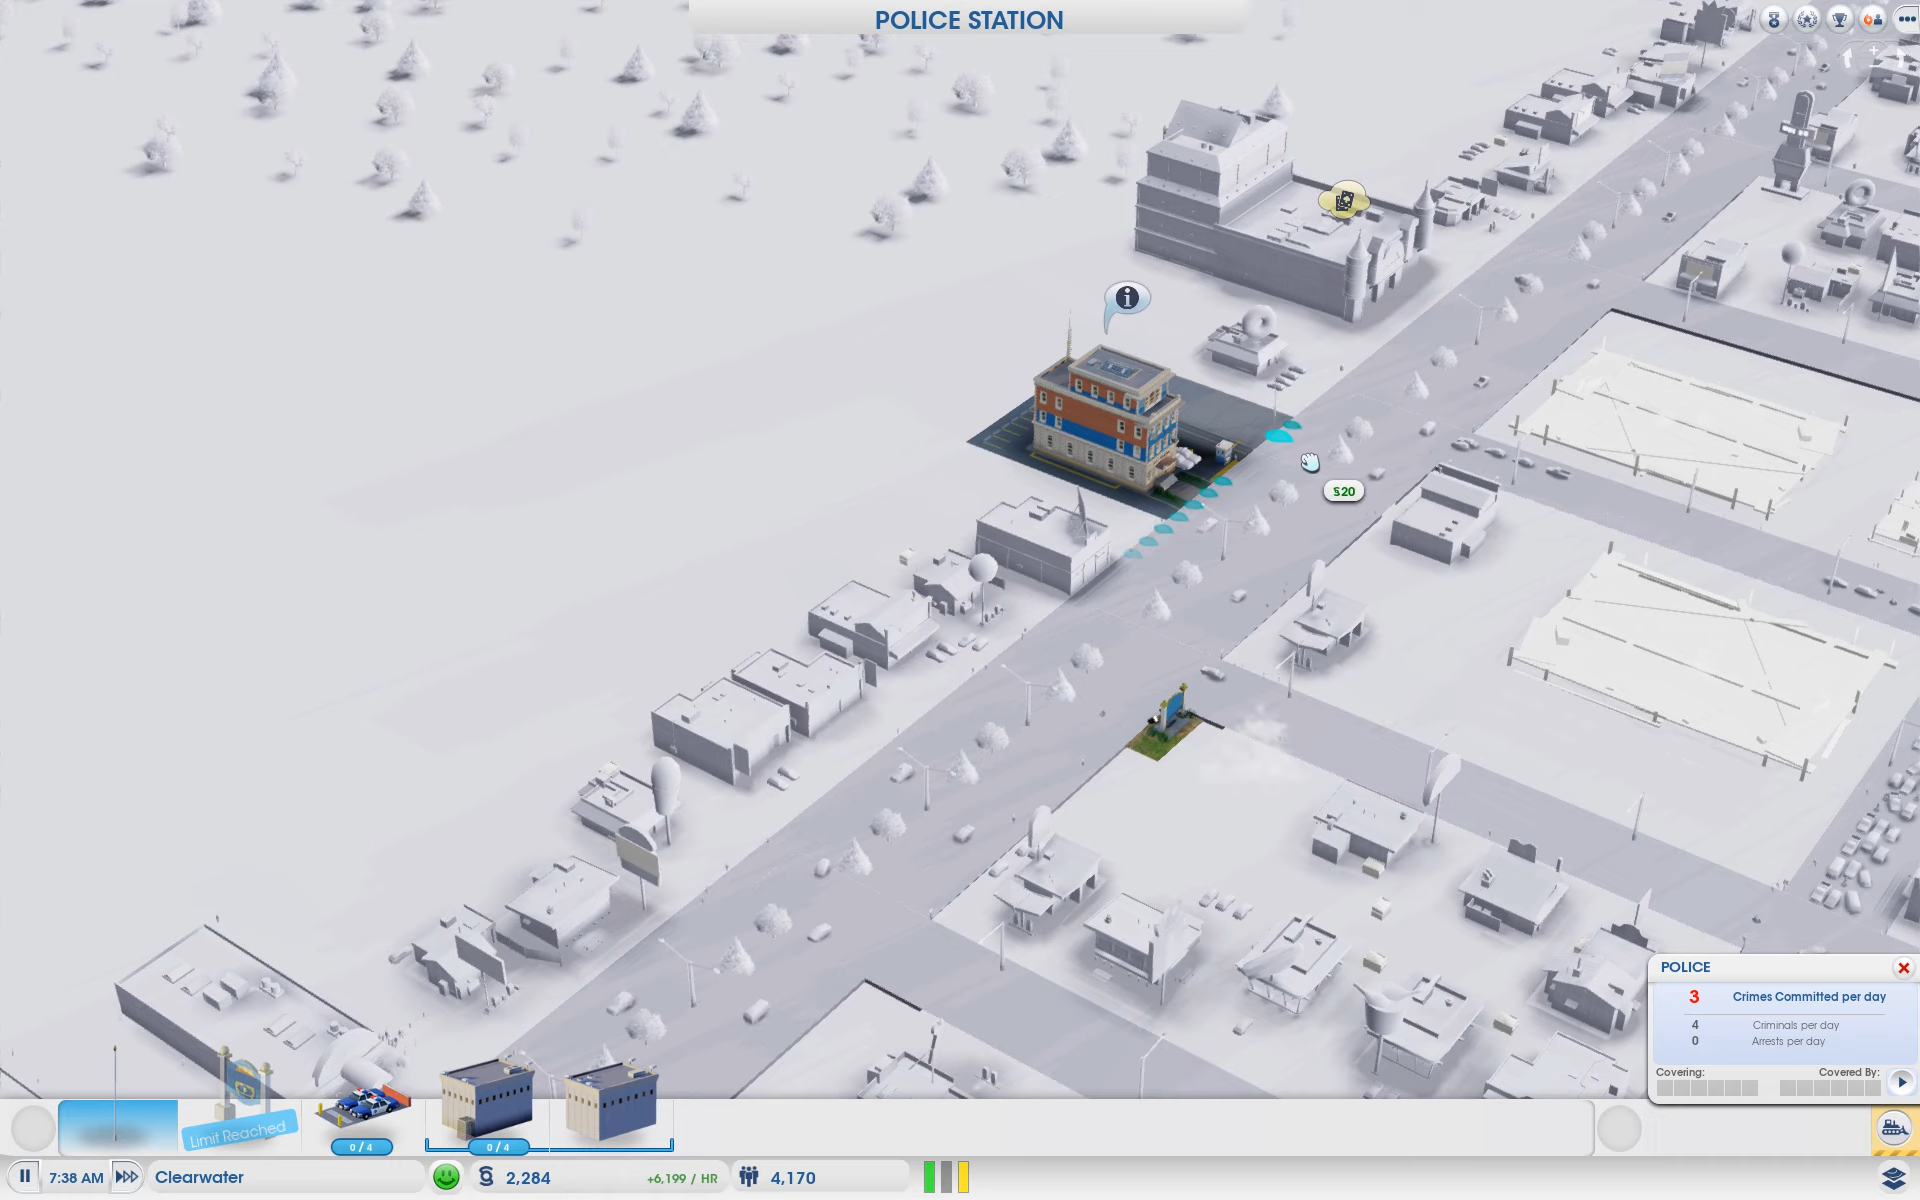 POLICE STATION
§20
POLICE
3 Crimes Committed per day
4 Criminals per day
0 Arrests per day
Covering: Covered By:
Limit Reached
0 / 4
0 / 4
7:38 AM Clearwater 2,284 +6,199 / HR 4,170